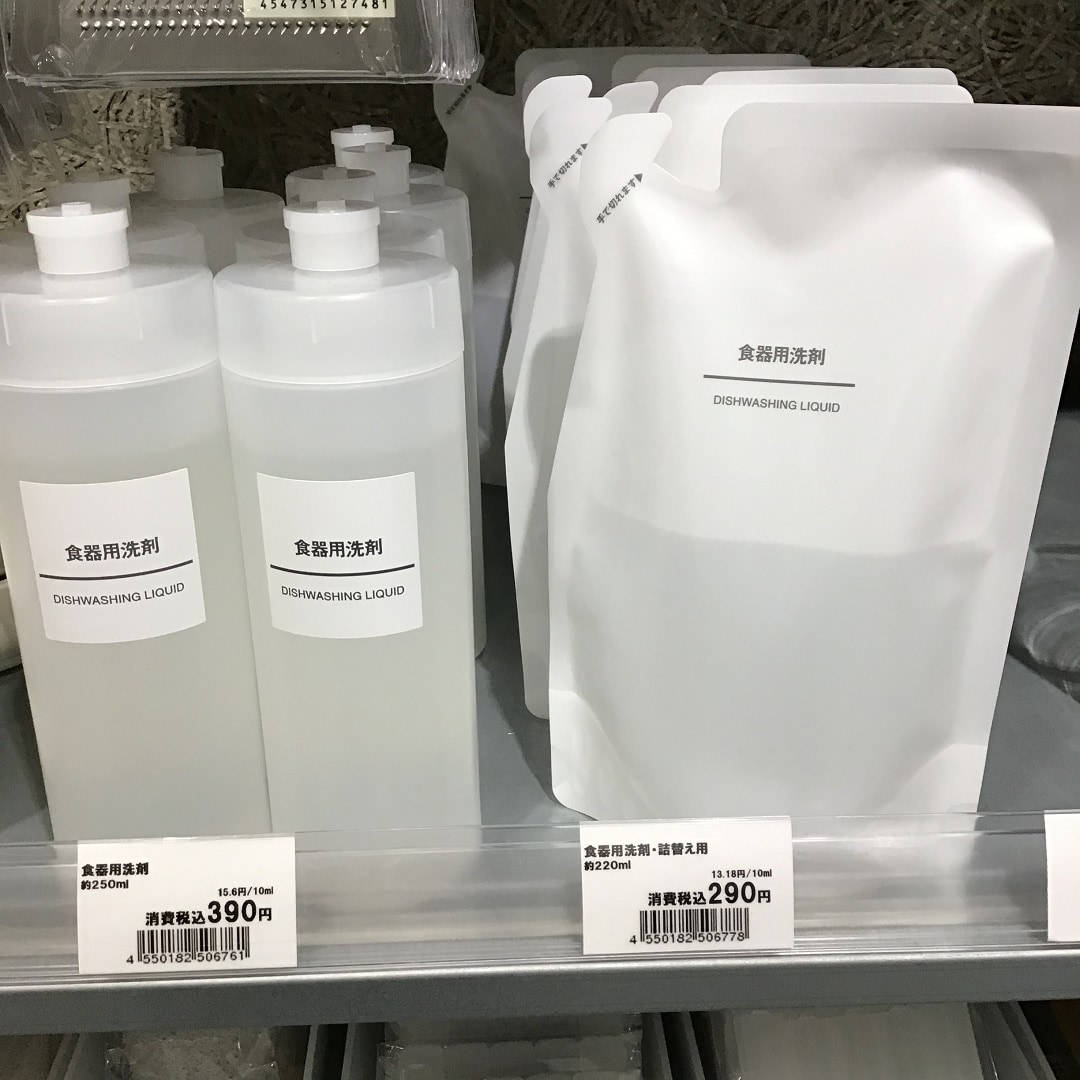 4547315127481
手で切れます
手で切れます
食器用洗剤
DISHWASHING LIQUID
食器用洗剤
DISHWASHING LIQUID
食器用洗剤
DISHWASHING LIQUID
食器用洗剤
約250ml
15.6円/10ml
消費税込390円
4 550182 506761
食器用洗剤・詰替え用
約220ml
13.18円/10ml
消費税込290円
4 550182 506778